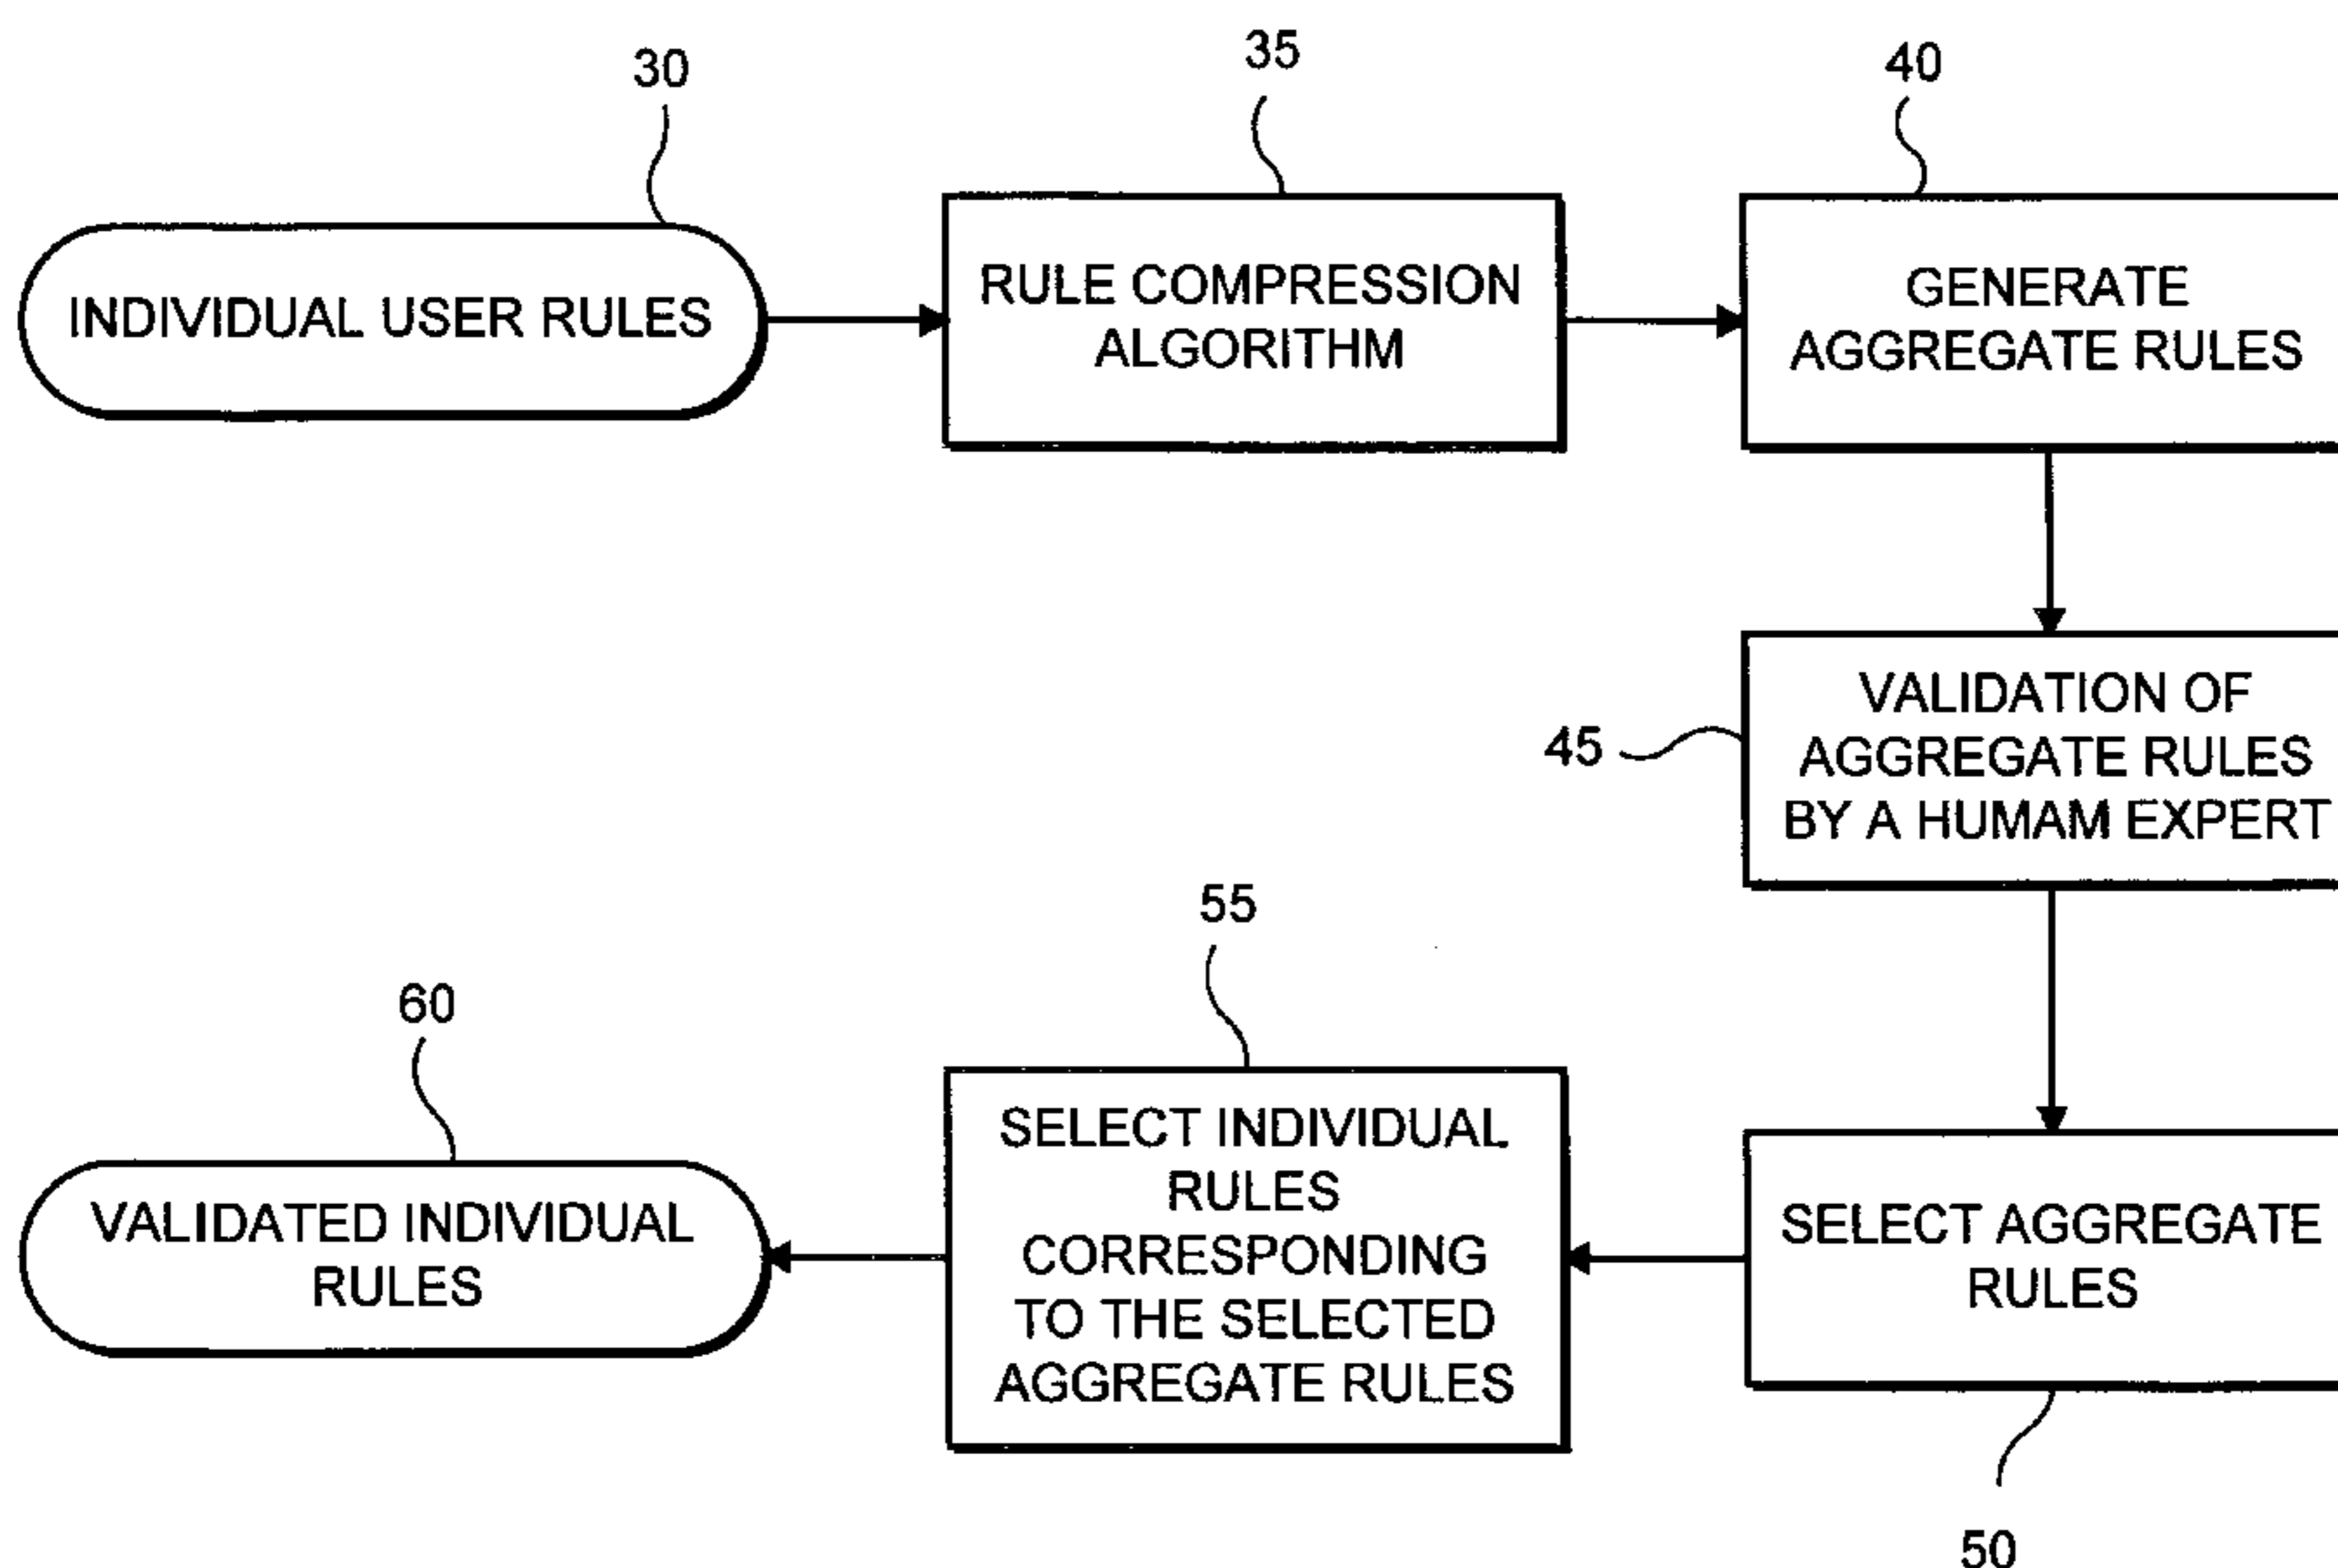 30
INDIVIDUAL USER RULES
35
RULE COMPRESSION
ALGORITHM
40
GENERATE
AGGREGATE RULES
45
VALIDATION OF
AGGREGATE RULES
BY A HUMAM EXPERT
50
SELECT AGGREGATE
RULES
55
SELECT INDIVIDUAL
RULES
CORRESPONDING
TO THE SELECTED
AGGREGATE RULES
60
VALIDATED INDIVIDUAL
RULES